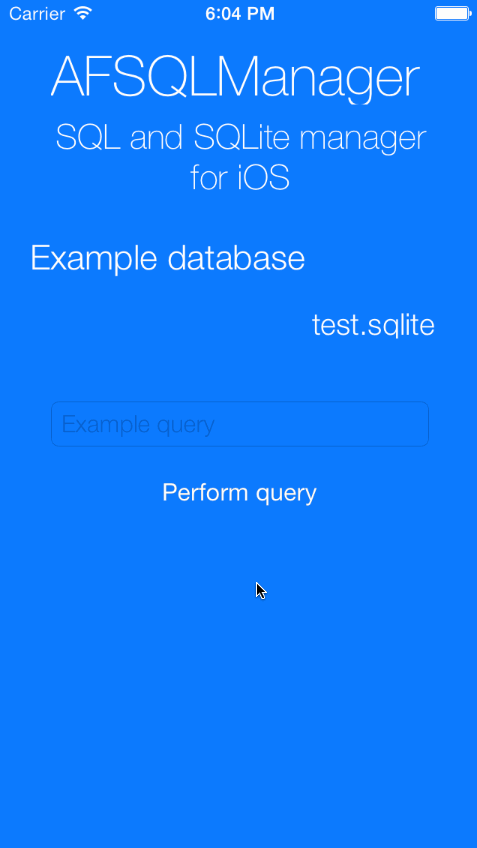 Carrier 6:04 PM
AFSQLManager
SQL and SQLite manager
for iOS
Example database
test.sqlite
Example query
Perform query